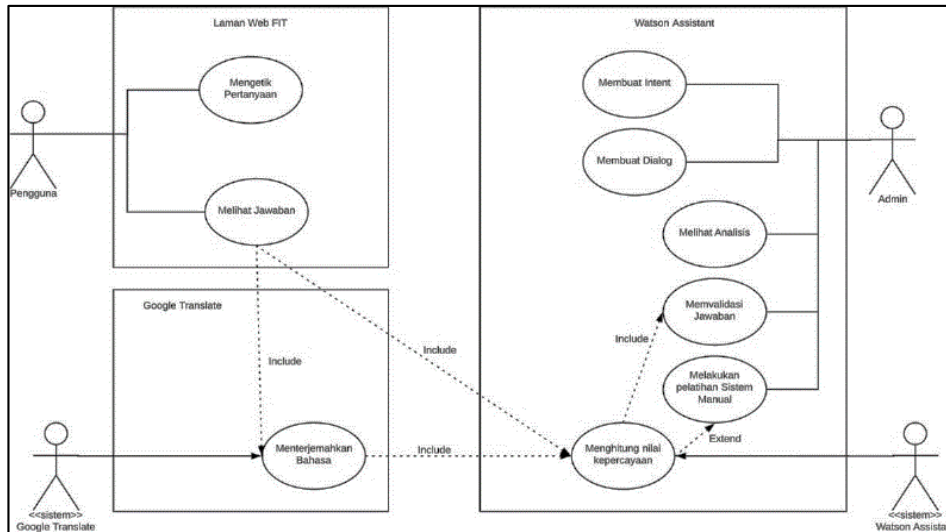 Laman Web FIT
Watson Assistant
Mengetik
Pertanyaan
Membuat Intent
Membuat Dialog
Pengguna
Admin
Melihat Jawaban
Melihat Analisis
Google Translate
Memvalidasi
Jawaban
Include
Include
Include
Melakukan
pelatihan Sistem
Manual
Extend
Menterjemahkan
Bahasa
Include
Menghitung nilai
kepercayaan
<<sistem>>
Google Translate
<<sistem>>
Watson Assista